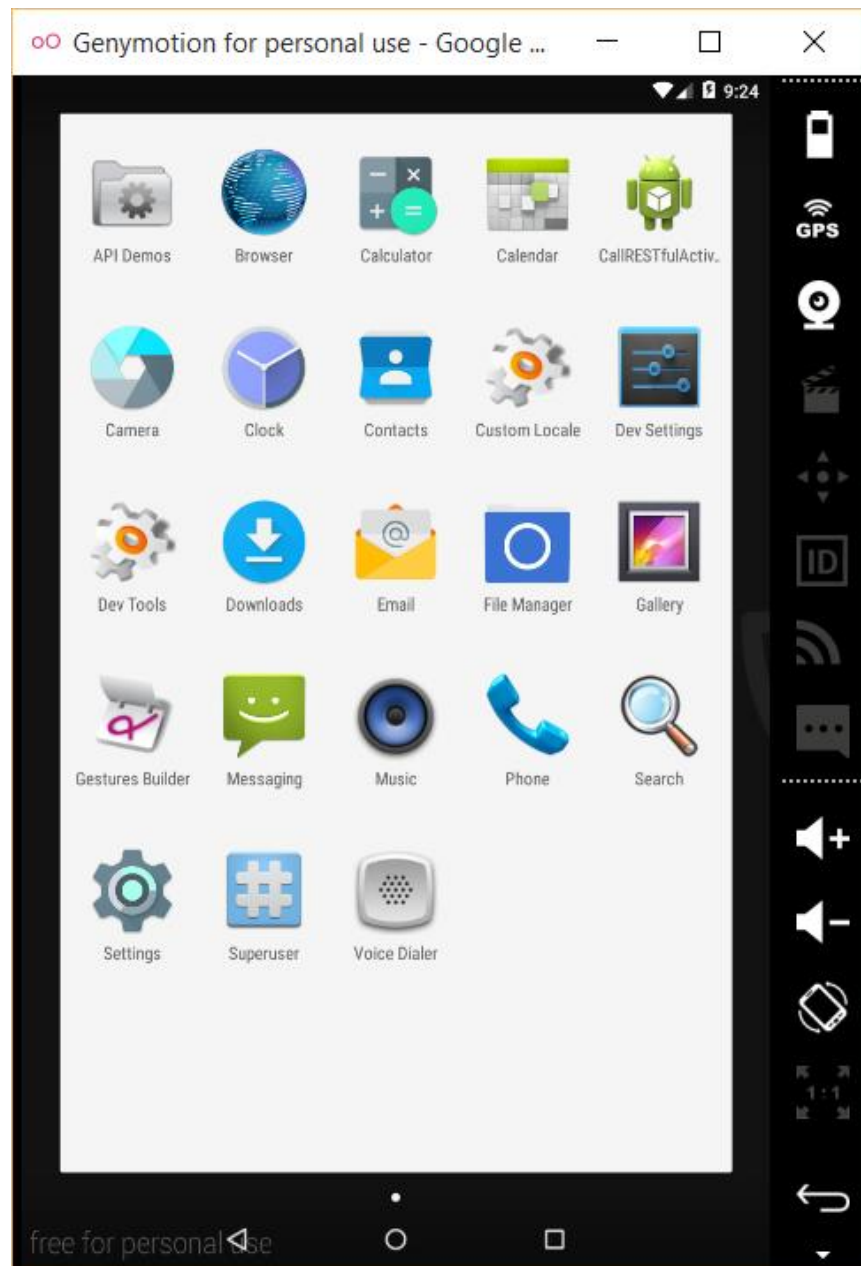 Genymotion for personal use - Google ...
9:24
API Demos Browser Calculator Calendar CallRESTfulActiv..
GPS
Camera Clock Contacts Custom Locale Dev Settings
Dev Tools Downloads Email File Manager Gallery
ID
Gestures Builder Messaging Music Phone Search
Settings Superuser Voice Dialer
1:1
free for personal use